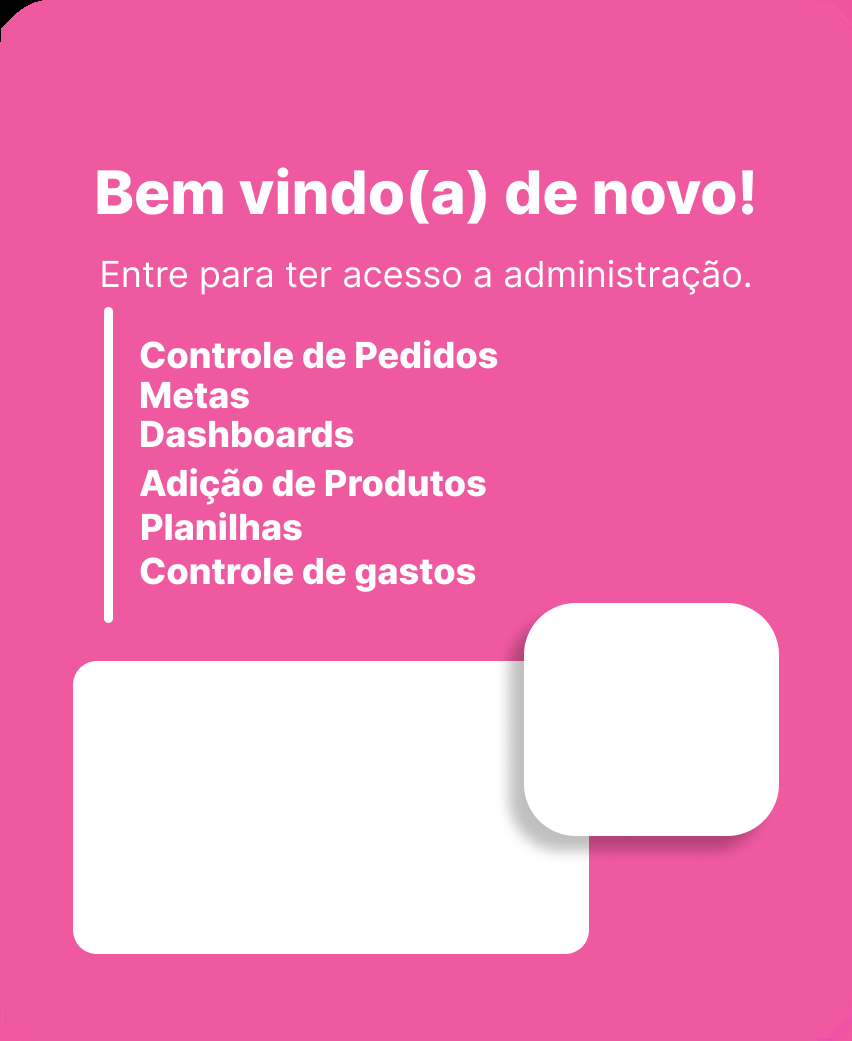 Bem vindo(a) de novo!
Entre para ter acesso a administração.
Controle de Pedidos
Metas
Dashboards
Adição de Produtos
Planilhas
Controle de gastos